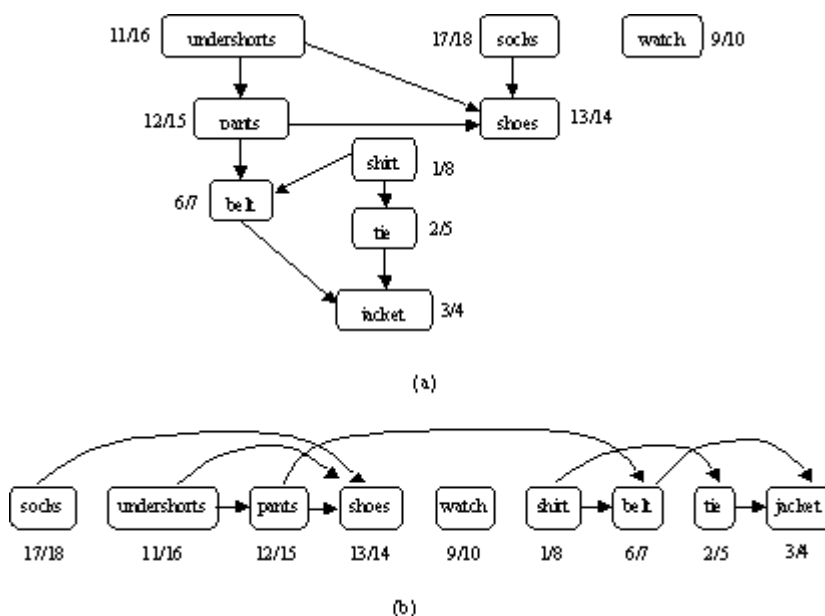 11/16 undershorts 17/18 socks watch 9/10
12/15 pants shoes 13/14
shirt 1/8
6/7 belt
tie 2/5
jacket 3/4
(a)
socks undershorts pants shoes watch shirt belt tie jacket
17/18 11/16 12/15 13/14 9/10 1/8 6/7 2/5 3/4
(b)